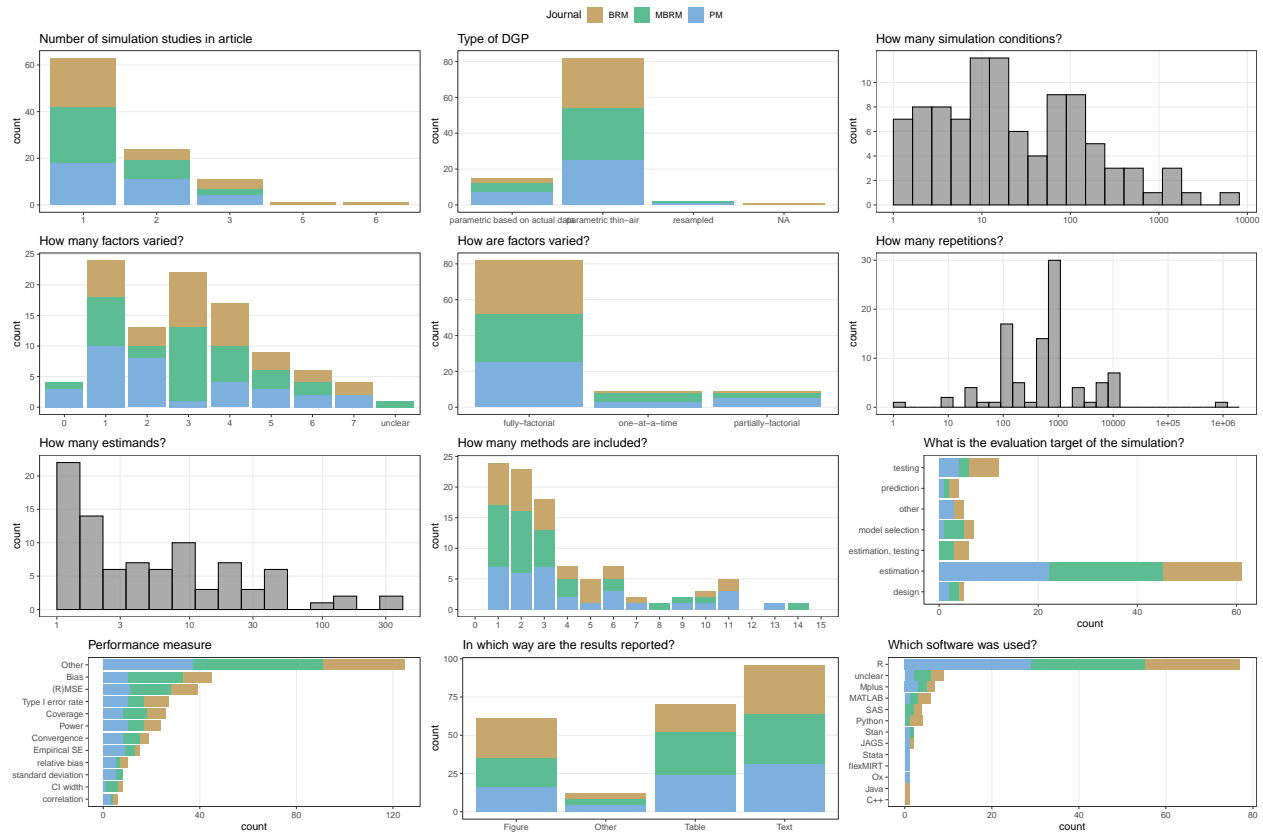 Journal BRM MBRM PM
Number of simulation studies in article
count
0 20 40 60
1 2 3 5 6
Type of DGP
count
0 20 40 60 80
parametric based on actual data parametric thin−air resampled NA
How many simulation conditions?
count
0 2 4 6 8 10
1 10 100 1000 10000
How many factors varied?
count
0 5 10 15 20 25
0 1 2 3 4 5 6 7 unclear
How are factors varied?
count
0 20 40 60 80
fully−factorial one−at−a−time partially−factorial
How many repetitions?
count
0 10 20 30
1 10 100 1000 10000 1e+05 1e+06
How many estimands?
count
0 5 10 15 20
1 3 10 30 100 300
How many methods are included?
count
0 5 10 15 20 25
0 1 2 3 4 5 6 7 8 9 10 11 12 13 14 15
What is the evaluation target of the simulation?
testing
prediction
other
model selection
estimation, testing
estimation
design
0 20 40 60
count
Performance measure
Other
Bias
(R)MSE
Type I error rate
Coverage
Power
Convergence
Empirical SE
relative bias
standard deviation
CI width
correlation
0 40 80 120
count
In which way are the results reported?
count
0 25 50 75 100
Figure Other Table Text
Which software was used?
R
unclear
Mplus
MATLAB
SAS
Python
Stan
JAGS
Stata
flexMIRT
Ox
Java
C++
0 20 40 60 80
count